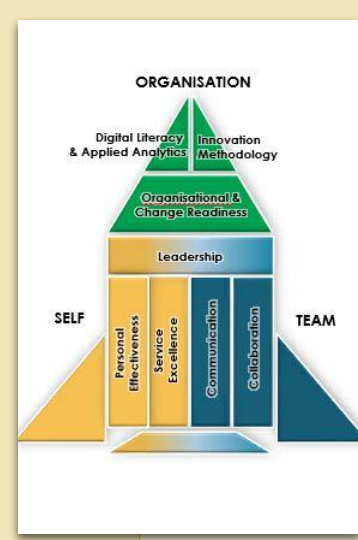 ORGANISATION
Digital Literacy
& Applied Analytics
Innovation
Methodology
Organisational &
Change Readiness
Leadership
SELF
TEAM
Personal
Effectiveness
Service
Excellence
Communication
Collaboration